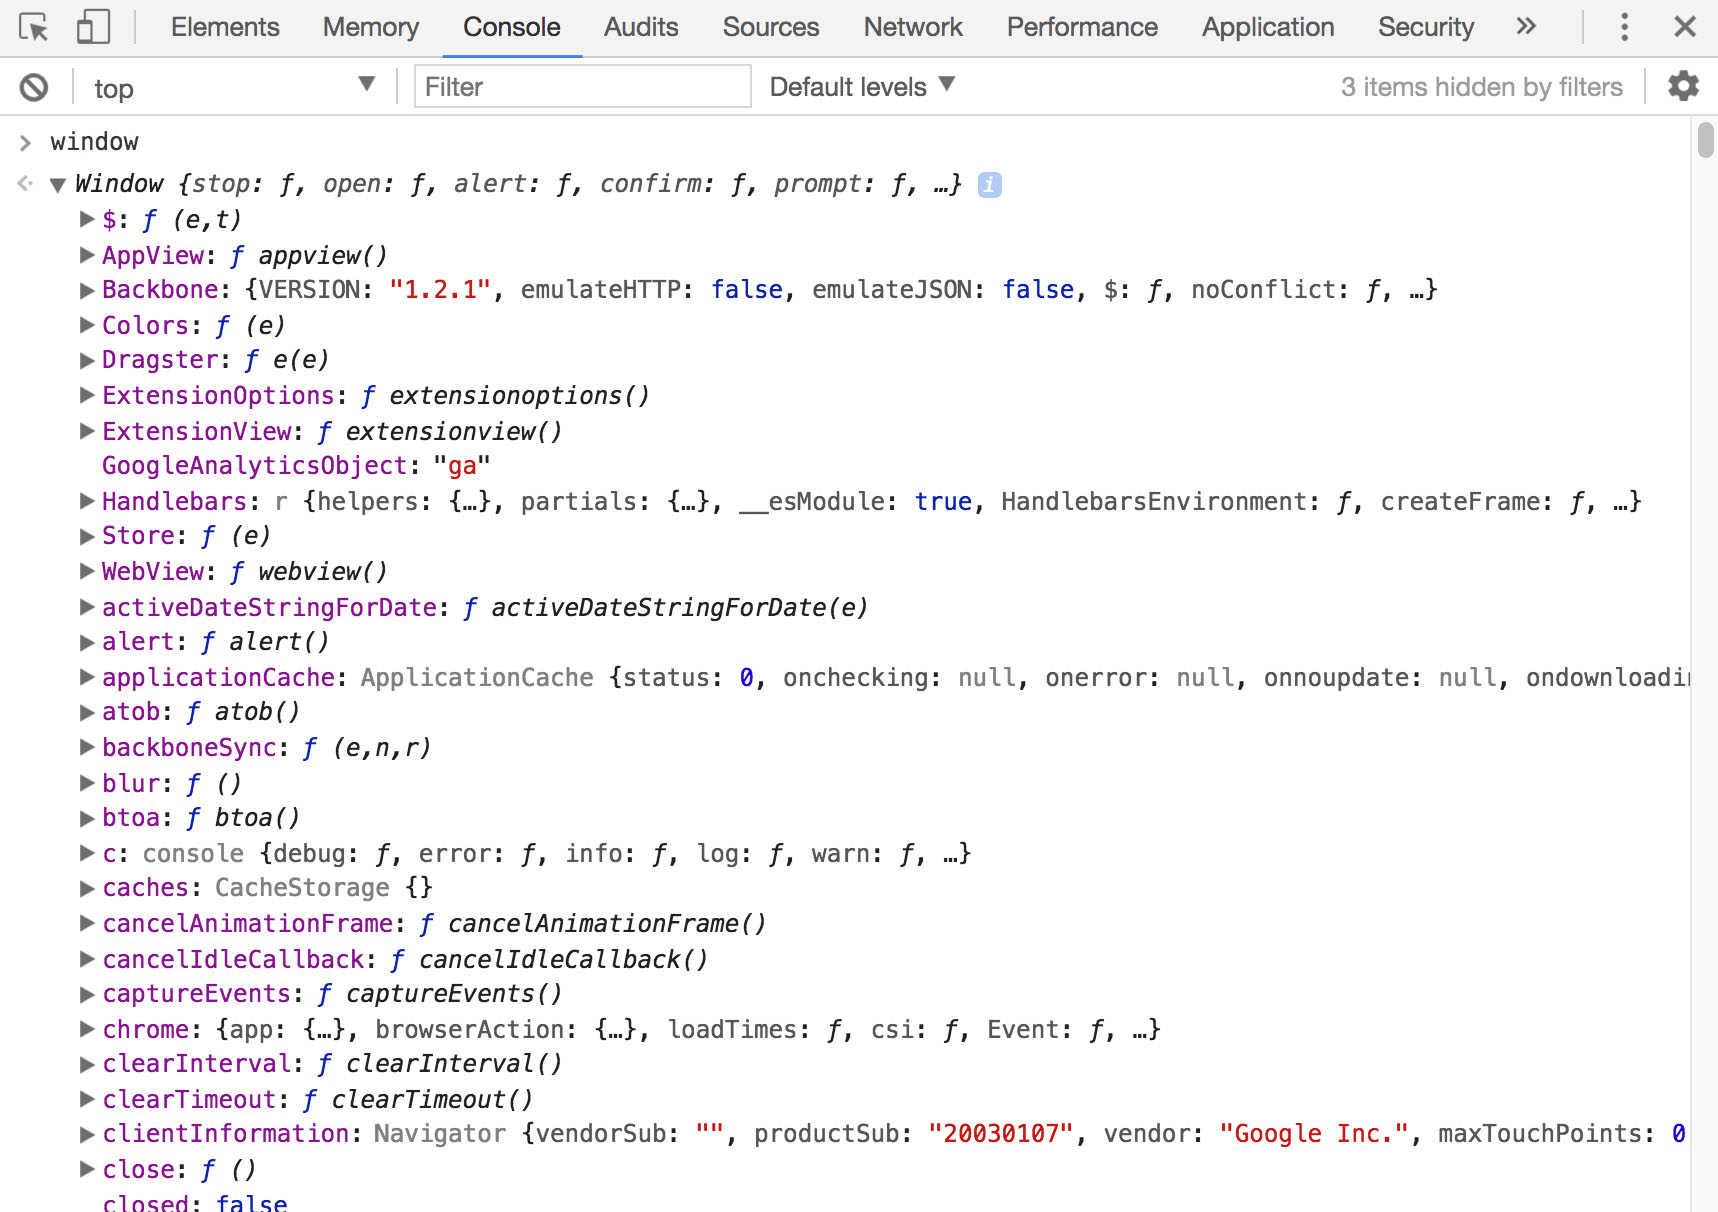 Elements Memory Console Audits Sources Network Performance Application Security »
top Filter Default levels 3 items hidden by filters
window
Window {stop: ƒ, open: ƒ, alert: ƒ, confirm: ƒ, prompt: ƒ, …} i
$: ƒ (e,t)
AppView: ƒ appview()
Backbone: {VERSION: "1.2.1", emulateHTTP: false, emulateJSON: false, $: ƒ, noConflict: ƒ, …}
Colors: ƒ (e)
Dragster: ƒ e(e)
ExtensionOptions: ƒ extensionoptions()
ExtensionView: ƒ extensionview()
GoogleAnalyticsObject: "ga"
Handlebars: r {helpers: {…}, partials: {…}, __esModule: true, HandlebarsEnvironment: ƒ, createFrame: ƒ, …}
Store: ƒ (e)
WebView: ƒ webview()
activeDateStringForDate: ƒ activeDateStringForDate(e)
alert: ƒ alert()
applicationCache: ApplicationCache {status: 0, onchecking: null, onerror: null, onnoupdate: null, ondownloadin
atob: ƒ atob()
backboneSync: ƒ (e,n,r)
blur: ƒ ()
btoa: ƒ btoa()
c: console {debug: ƒ, error: ƒ, info: ƒ, log: ƒ, warn: ƒ, …}
caches: CacheStorage {}
cancelAnimationFrame: ƒ cancelAnimationFrame()
cancelIdleCallback: ƒ cancelIdleCallback()
captureEvents: ƒ captureEvents()
chrome: {app: {…}, browserAction: {…}, loadTimes: ƒ, csi: ƒ, Event: ƒ, …}
clearInterval: ƒ clearInterval()
clearTimeout: ƒ clearTimeout()
clientInformation: Navigator {vendorSub: "", productSub: "20030107", vendor: "Google Inc.", maxTouchPoints: 0
close: ƒ ()
closed: false